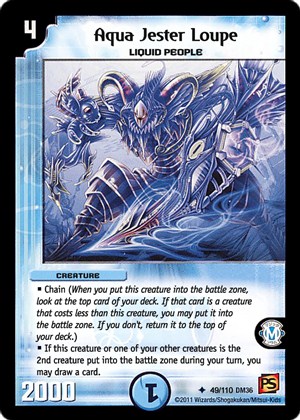 4
Aqua Jester Loupe
LIQUID PEOPLE
CREATURE
■ Chain (When you put this creature into the battle zone,
look at the top card of your deck. If that card is a creature
that costs less than this creature, you may put it into
the battle zone. If you don't, return it to the top of
your deck.)
■ If this creature or one of your other creatures is the
2nd creature put into the battle zone during your turn, you
may draw a card.
2000
1
✦ 49/110 DM36
©2011 Wizards/Shogakukan/Mitsui-Kids
M
PS